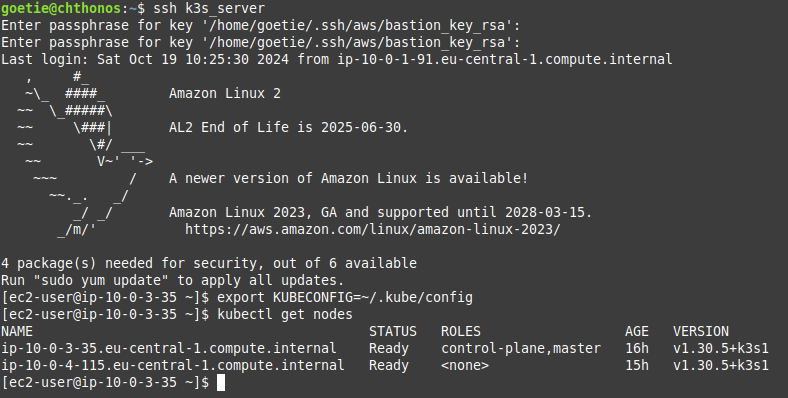 goetie@chthonos:~$ ssh k3s_server
Enter passphrase for key '/home/goetie/.ssh/aws/bastion_key_rsa':
Enter passphrase for key '/home/goetie/.ssh/aws/bastion_key_rsa':
Last login: Sat Oct 19 10:25:30 2024 from ip-10-0-1-91.eu-central-1.compute.internal
   ,     #_
   ~\_  ####_        Amazon Linux 2
  ~~  \_#####\
  ~~     \###|       AL2 End of Life is 2025-06-30.
  ~~       \#/ ___
   ~~       V~' '->
    ~~~         /    A newer version of Amazon Linux is available!
      ~~._.   _/
         _/ _/       Amazon Linux 2023, GA and supported until 2028-03-15.
       _/m/'           https://aws.amazon.com/linux/amazon-linux-2023/

4 package(s) needed for security, out of 6 available
Run "sudo yum update" to apply all updates.
[ec2-user@ip-10-0-3-35 ~]$ export KUBECONFIG=~/.kube/config
[ec2-user@ip-10-0-3-35 ~]$ kubectl get nodes
NAME                                          STATUS   ROLES                  AGE   VERSION
ip-10-0-3-35.eu-central-1.compute.internal    Ready    control-plane,master   16h   v1.30.5+k3s1
ip-10-0-4-115.eu-central-1.compute.internal   Ready    <none>                 15h   v1.30.5+k3s1
[ec2-user@ip-10-0-3-35 ~]$